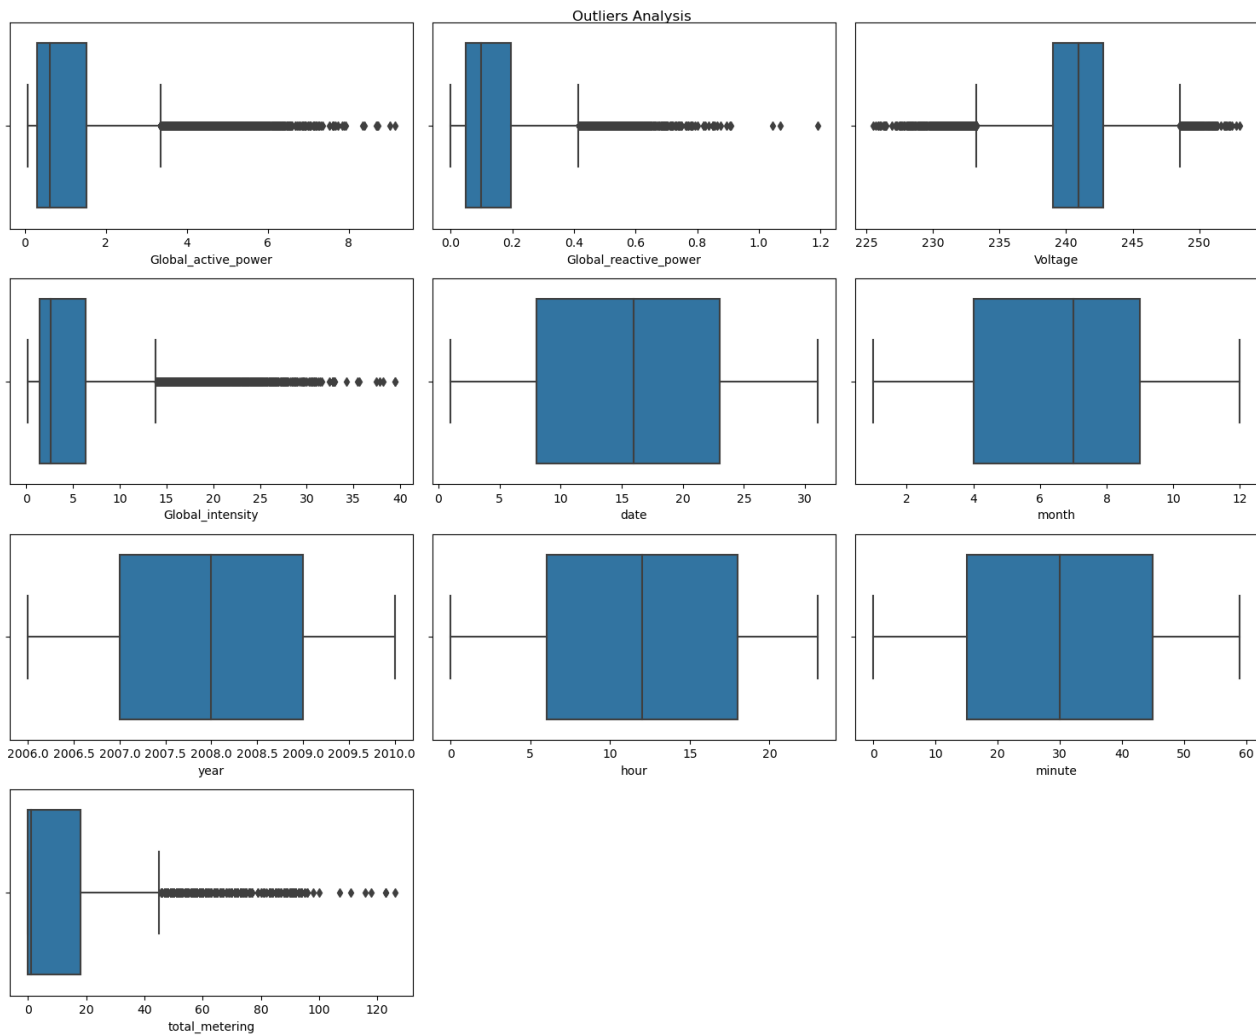 Outliers Analysis
0 2 4 6 8
Global_active_power
0.0 0.2 0.4 0.6 0.8 1.0 1.2
Global_reactive_power
225 230 235 240 245 250
Voltage
0 5 10 15 20 25 30 35 40
Global_intensity
0 5 10 15 20 25 30
date
2 4 6 8 10 12
month
2006.0 2006.5 2007.0 2007.5 2008.0 2008.5 2009.0 2009.5 2010.0
year
0 5 10 15 20
hour
0 10 20 30 40 50 60
minute
0 20 40 60 80 100 120
total_metering